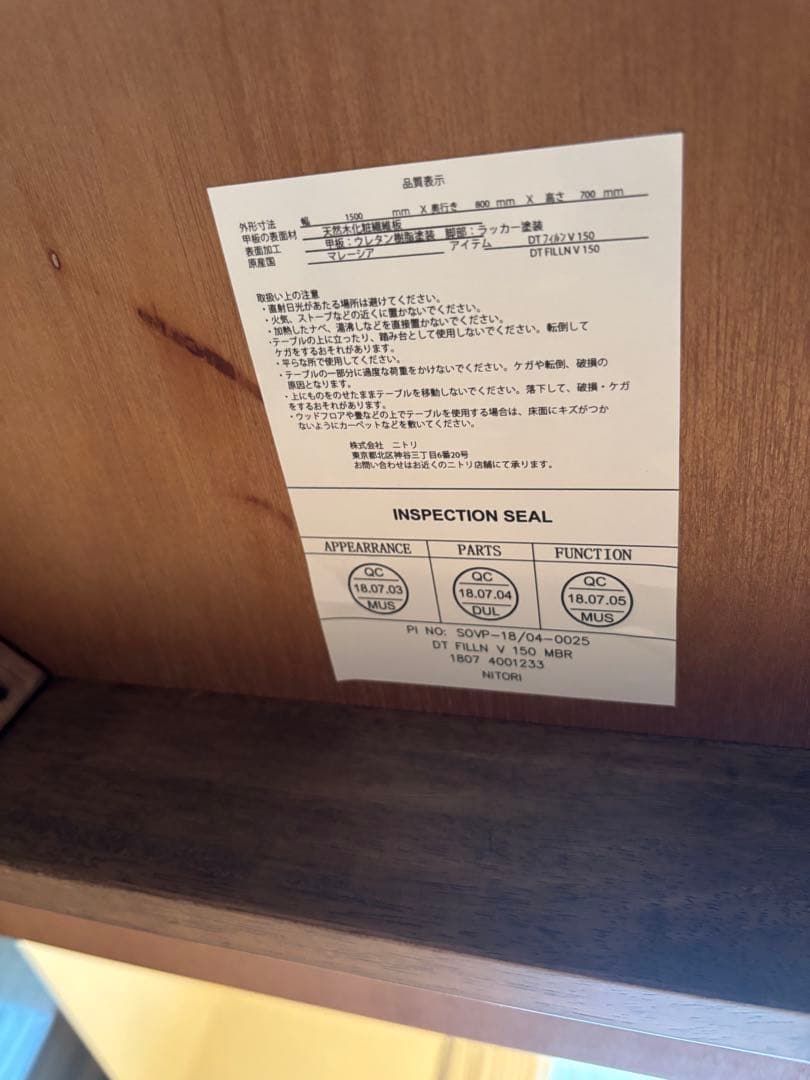 品質表示
外形寸法 幅 1500 mm X 奥行き 800 mm X 高さ 700 mm
甲板の表面材 天然木化粧繊維板
表面加工 甲板：ウレタン樹脂塗装 脚部：ラッカー塗装
原産国 マレーシア アイテム DTフィルンV 150
DT FILLN V 150
取扱い上の注意
・直射日光があたる場所は避けてください。
・火気、ストーブなどの近くに置かないでください。
・加熱したナベ、湯沸しなどを直接置かないでください。
・テーブルの上に立ったり、踏み台として使用しないでください。転倒して
ケガをするおそれがあります。
・平らな所で使用してください。
・テーブルの一部分に過度な荷重をかけないでください。ケガや転倒、破損の
原因となります。
・上にものをのせたままテーブルを移動しないでください。落下して、破損・ケガ
をするおそれがあります。
・ウッドフロアや畳などの上でテーブルを使用する場合は、床面にキズがつか
ないようにカーペットなどを敷いてください。
株式会社 ニトリ
東京都北区神谷三丁目6番20号
お問い合わせはお近くのニトリ店舗にて承ります。
INSPECTION SEAL
APPEARRANCE PARTS FUNCTION
QC QC QC
18.07.03 18.07.04 18.07.05
MUS DUL MUS
PI NO: SOVP-18/04-0025
DT FILLN V 150 MBR
1807 4001233
NITORI